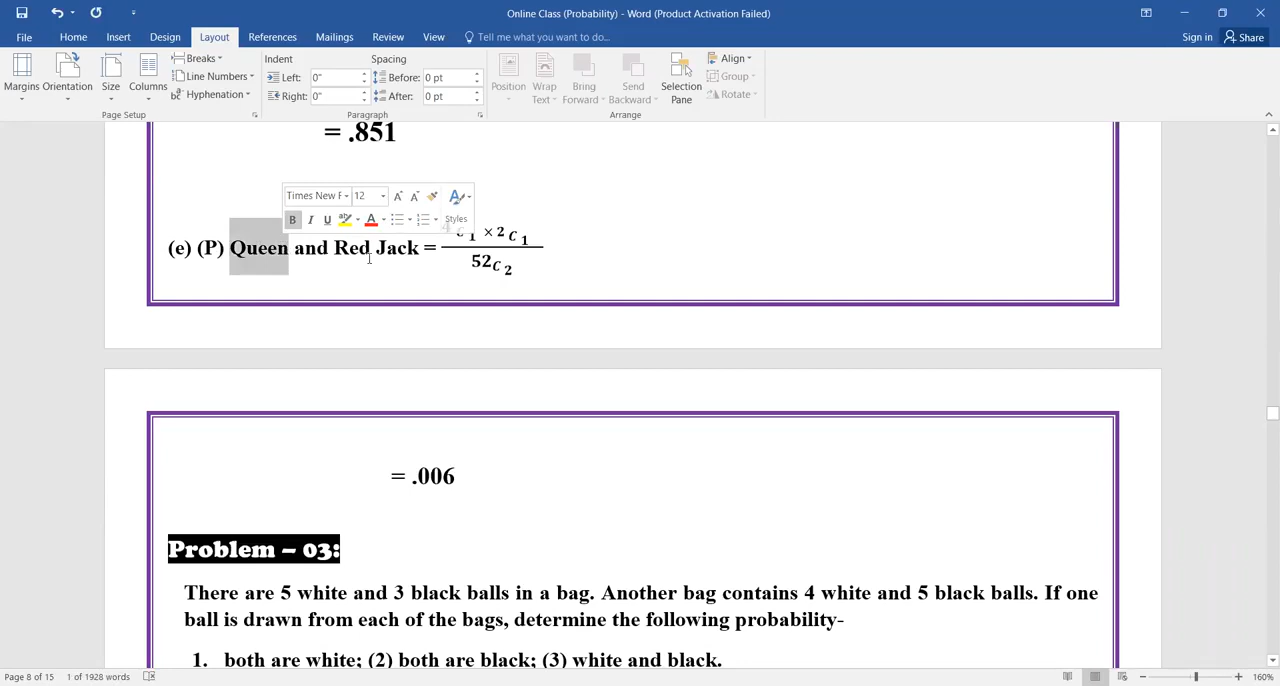 Online Class (Probability) - Word (Product Activation Failed)
File Home Insert Design Layout References Mailings Review View Tell me what you want to do... Sign in Share
Margins Orientation Size Columns
Breaks
Line Numbers
Hyphenation
Page Setup
Indent Spacing
Left: 0" Before: 0 pt
Right: 0" After: 0 pt
Paragraph
Position Wrap Text Bring Forward Send Backward Selection Pane
Align
Group
Rotate
Arrange
= .851
Times New F 12
B I U ab A Styles
(e) (P) Queen and Red Jack = 4 C 1 × 2 C 1
52 C 2
= .006
Problem – 03:
There are 5 white and 3 black balls in a bag. Another bag contains 4 white and 5 black balls. If one
ball is drawn from each of the bags, determine the following probability-
1. both are white; (2) both are black; (3) white and black.
Page 8 of 15 1 of 1928 words 160%